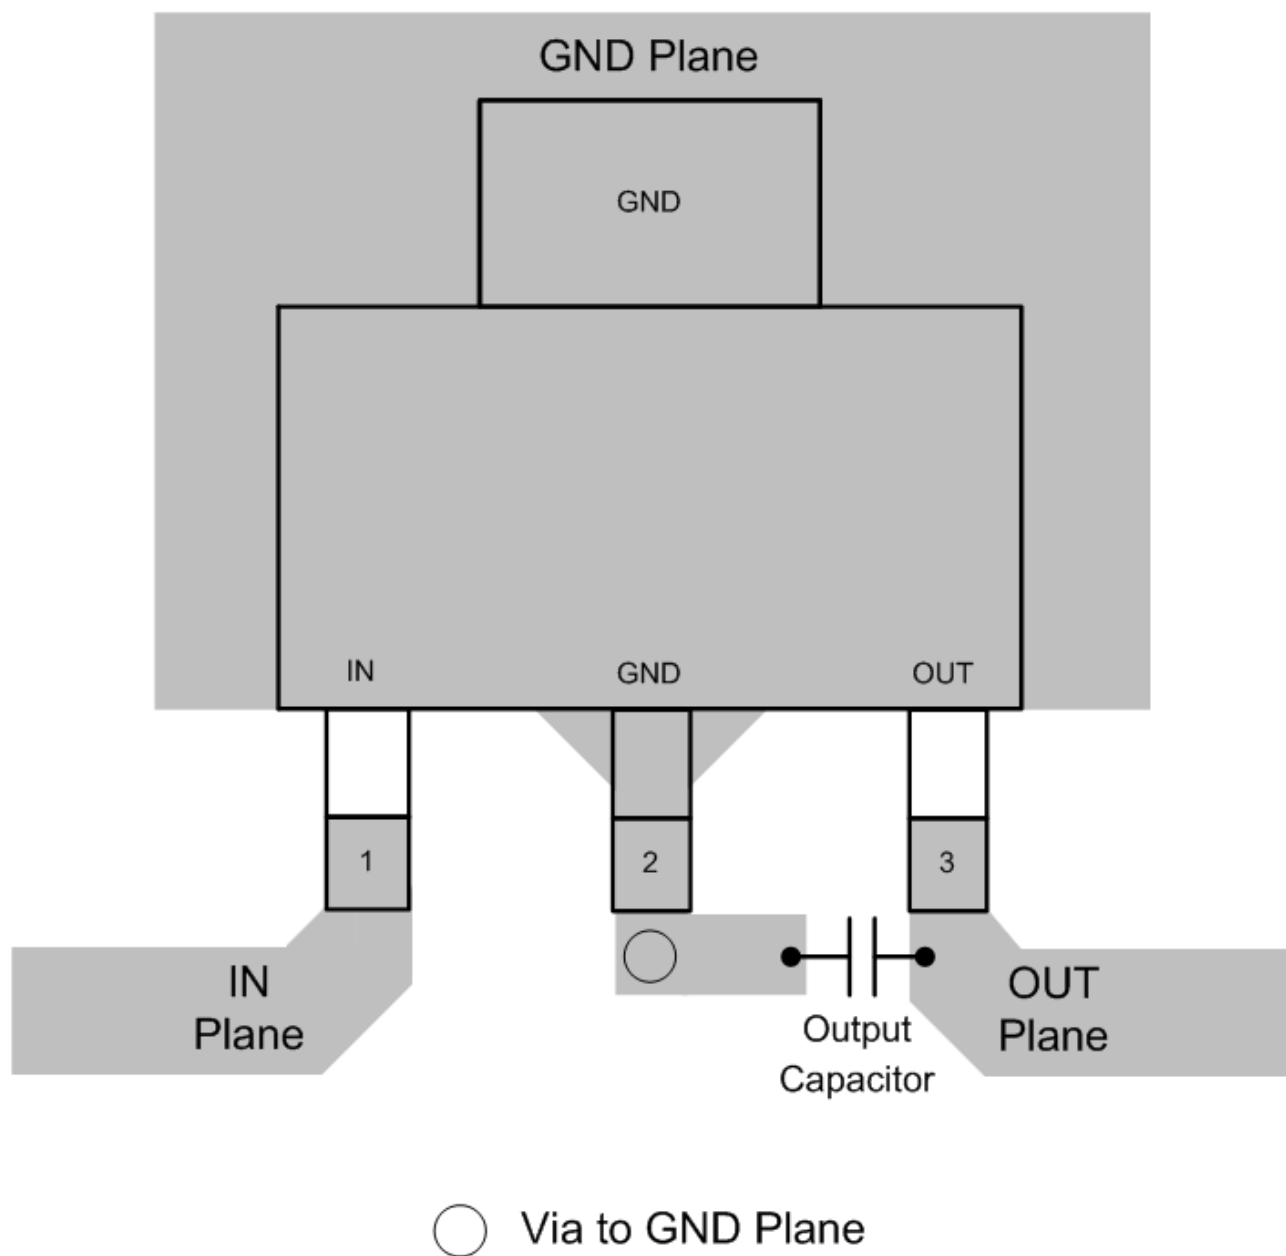 GND Plane
GND
IN
GND
OUT
1
2
3
IN
Plane
Output
Capacitor
OUT
Plane
Via to GND Plane